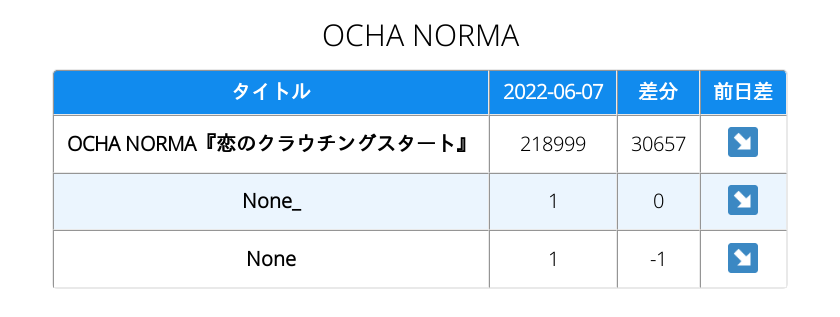 OCHA NORMA
タイトル 2022-06-07 差分 前日差
OCHA NORMA『恋のクラウチングスタート』 218999 30657 ↘
None_ 1 0 ↘
None 1 -1 ↘